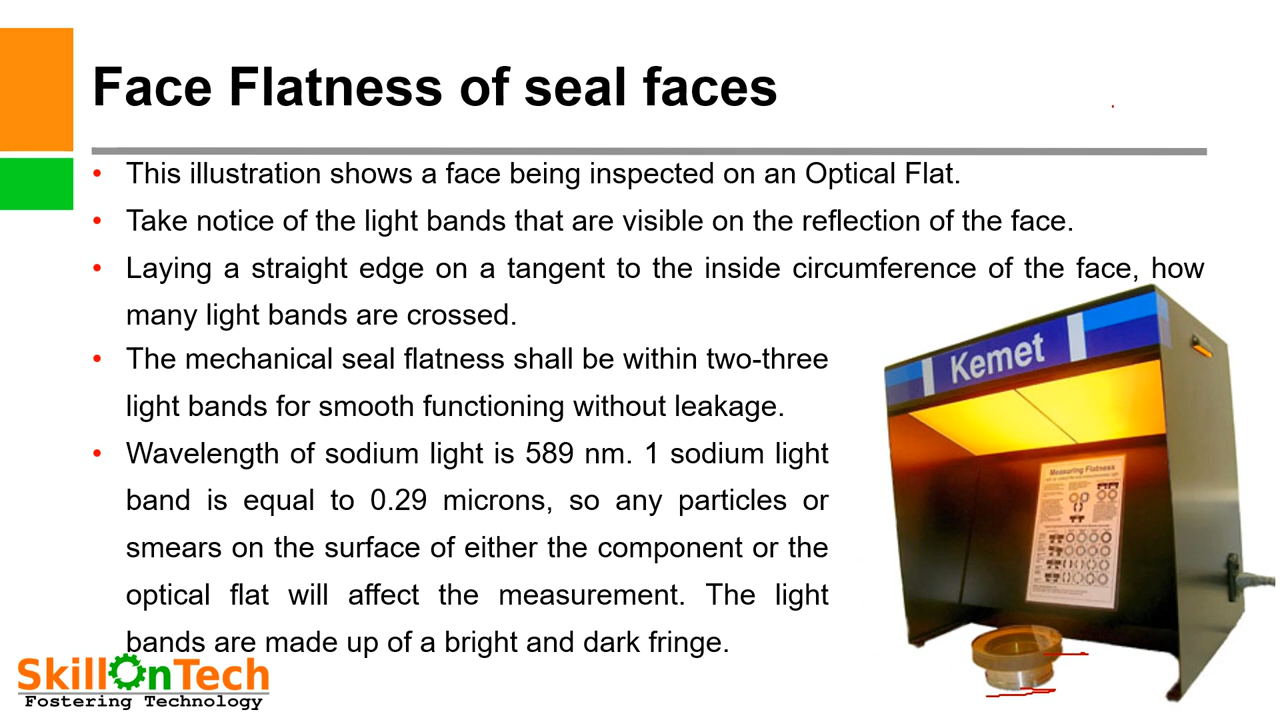 Face Flatness of seal faces
• This illustration shows a face being inspected on an Optical Flat.
• Take notice of the light bands that are visible on the reflection of the face.
• Laying a straight edge on a tangent to the inside circumference of the face, how
many light bands are crossed.
• The mechanical seal flatness shall be within two-three
light bands for smooth functioning without leakage.
• Wavelength of sodium light is 589 nm. 1 sodium light
band is equal to 0.29 microns, so any particles or
smears on the surface of either the component or the
optical flat will affect the measurement. The light
bands are made up of a bright and dark fringe.
Kemet
Measuring Flatness
SkillOnTech
Fostering Technology